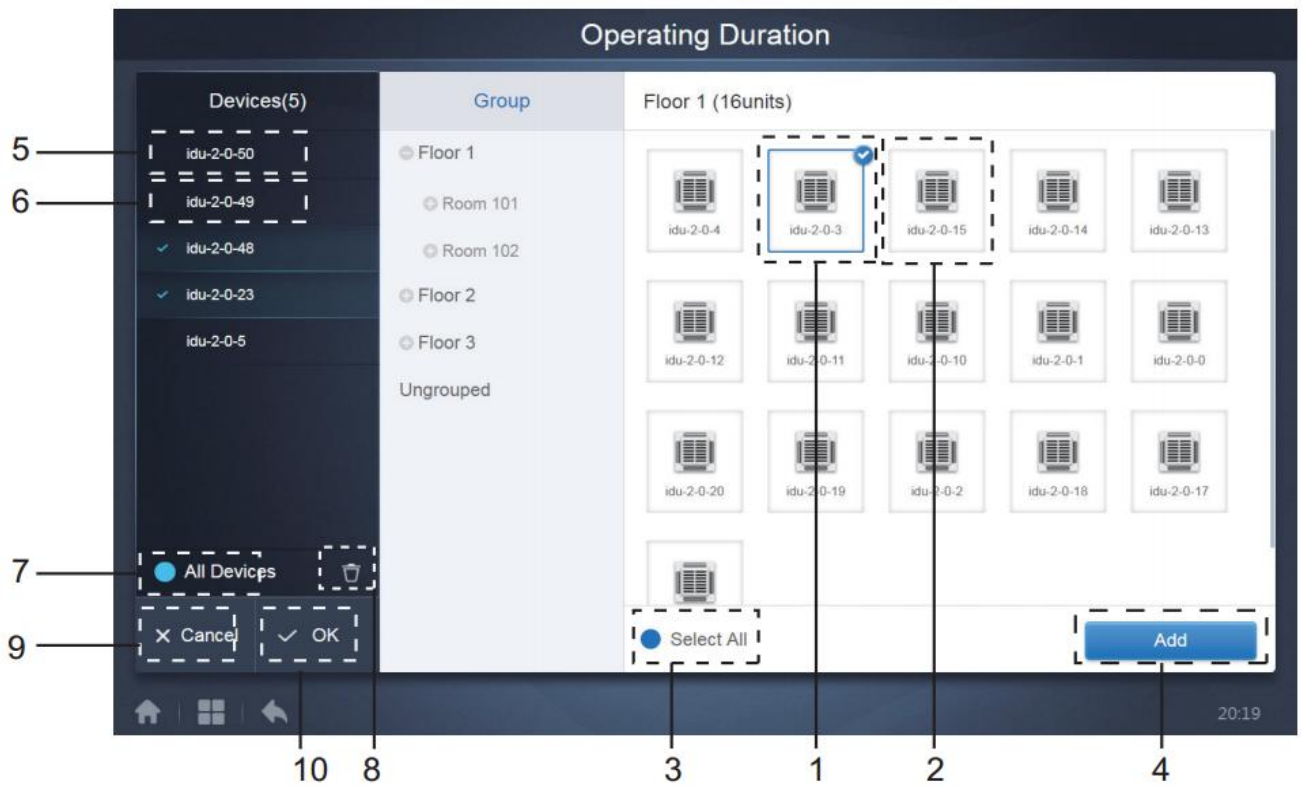 Operating Duration
Devices(5)
Group
Floor 1 (16units)
5
idu-2-0-50
6
idu-2-0-49
idu-2-0-48
idu-2-0-23
idu-2-0-5
Floor 1
Room 101
Room 102
Floor 2
Floor 3
Ungrouped
idu-2-0-4 idu-2-0-3 idu-2-0-15 idu-2-0-14 idu-2-0-13
idu-2-0-12 idu-2-0-11 idu-2-0-10 idu-2-0-1 idu-2-0-0
idu-2-0-20 idu-2-0-19 idu-2-0-2 idu-2-0-18 idu-2-0-17
7
All Devices
9
Cancel
OK
Select All
Add
20:19
10 8 3 1 2 4